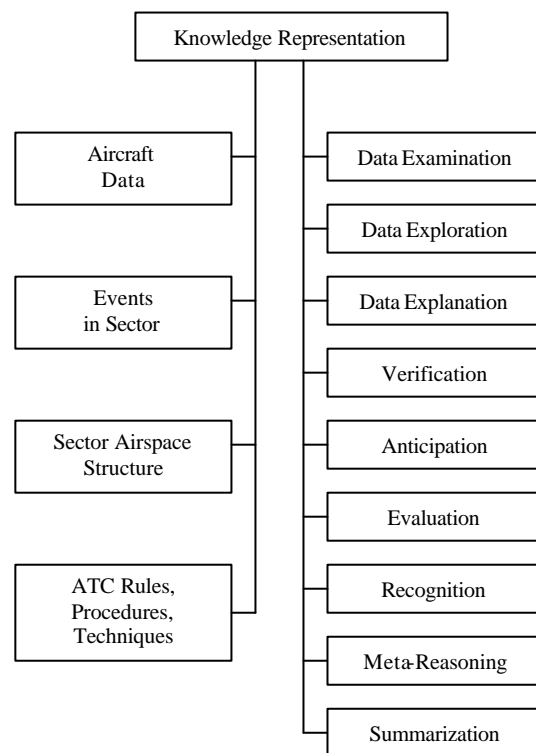 Knowledge Representation
Aircraft
Data
Events
in Sector
Sector Airspace
Structure
ATC Rules,
Procedures,
Techniques
Data Examination
Data Exploration
Data Explanation
Verification
Anticipation
Evaluation
Recognition
Meta-Reasoning
Summarization